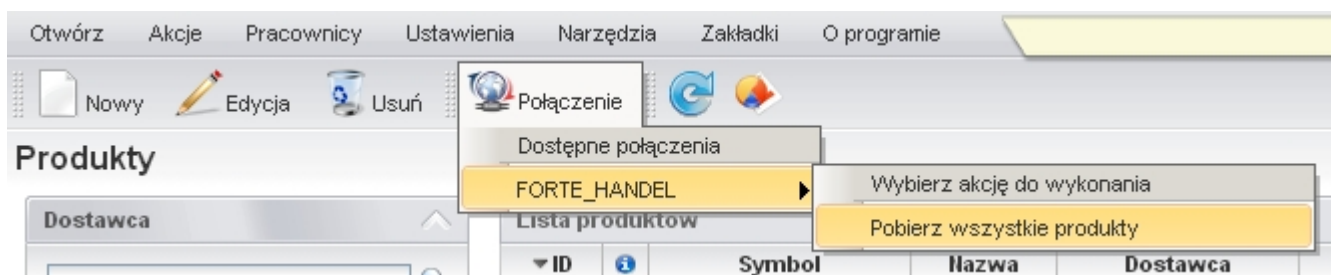 Otwórz Akcje Pracownicy Ustawienia Narzędzia Zakładki O programie
Nowy Edycja Usuń Połączenie
Dostępne połączenia
Produkty
FORTE_HANDEL
Wybierz akcję do wykonania
Dostawca
Lista produktów
Pobierz wszystkie produkty
ID Symbol Nazwa Dostawca